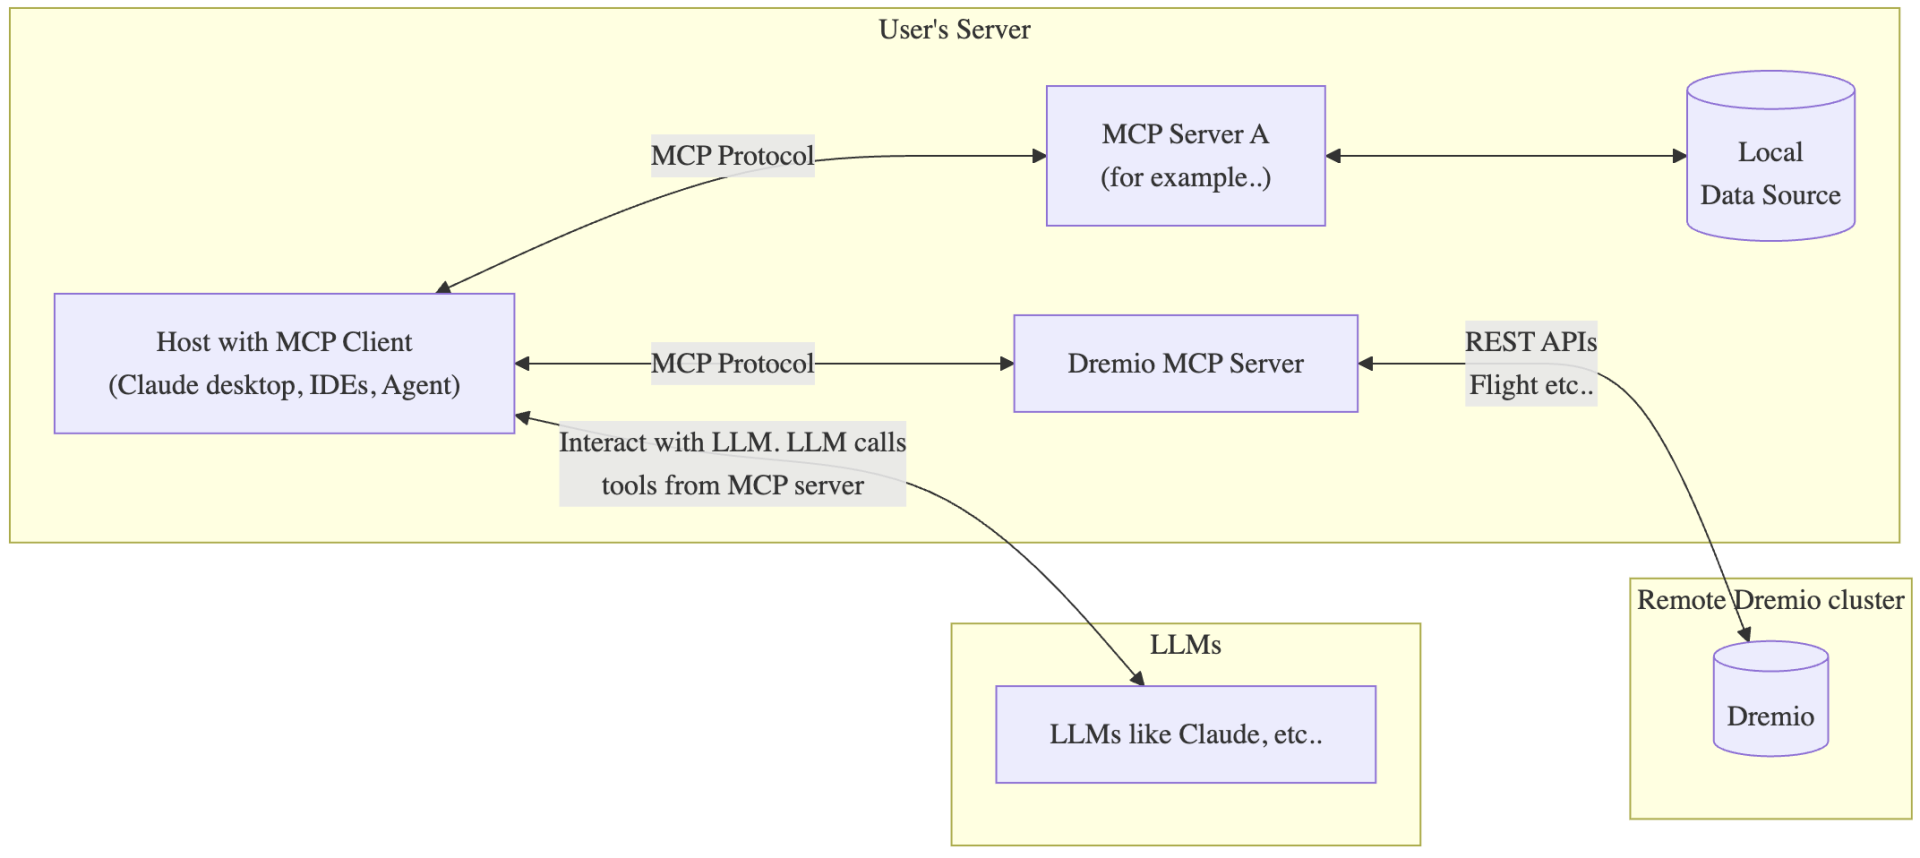 User's Server
MCP Protocol
MCP Server A
(for example..)
Local
Data Source
Host with MCP Client
(Claude desktop, IDEs, Agent)
MCP Protocol
Dremio MCP Server
REST APIs
Flight etc..
Interact with LLM. LLM calls
tools from MCP server
Remote Dremio cluster
Dremio
LLMs
LLMs like Claude, etc..